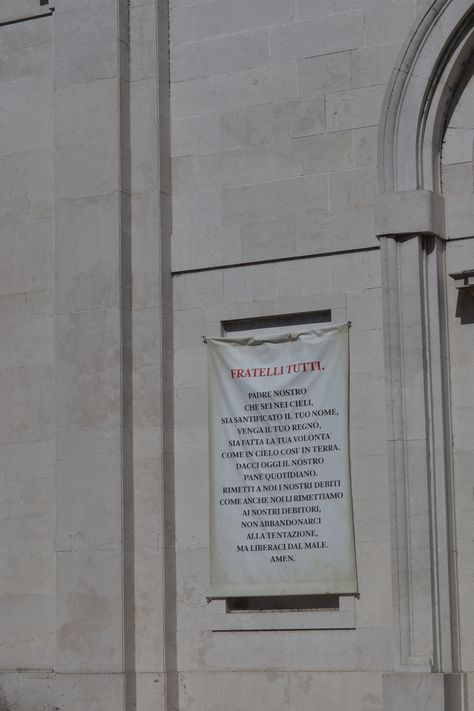 FRATELLI TUTTI.
PADRE NOSTRO
CHE SEI NEI CIELI,
SIA SANTIFICATO IL TUO NOME,
VENGA IL TUO REGNO,
SIA FATTA LA TUA VOLONTA'
COME IN CIELO COSI' IN TERRA.
DACCI OGGI IL NOSTRO
PANE QUOTIDIANO.
RIMETTI A NOI I NOSTRI DEBITI
COME ANCHE NOI LI RIMETTIAMO
AI NOSTRI DEBITORI,
NON ABBANDONARCI
ALLA TENTAZIONE,
MA LIBERACI DAL MALE.
AMEN.